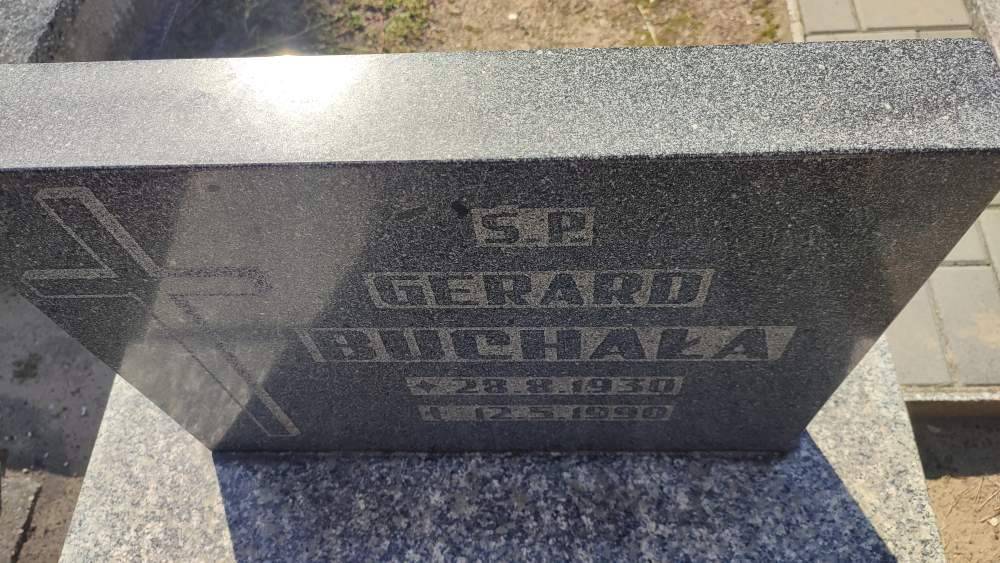 Ś.P.
GERARD
BUCHAŁA
✦ 28.8.1930
† 12.5.1990